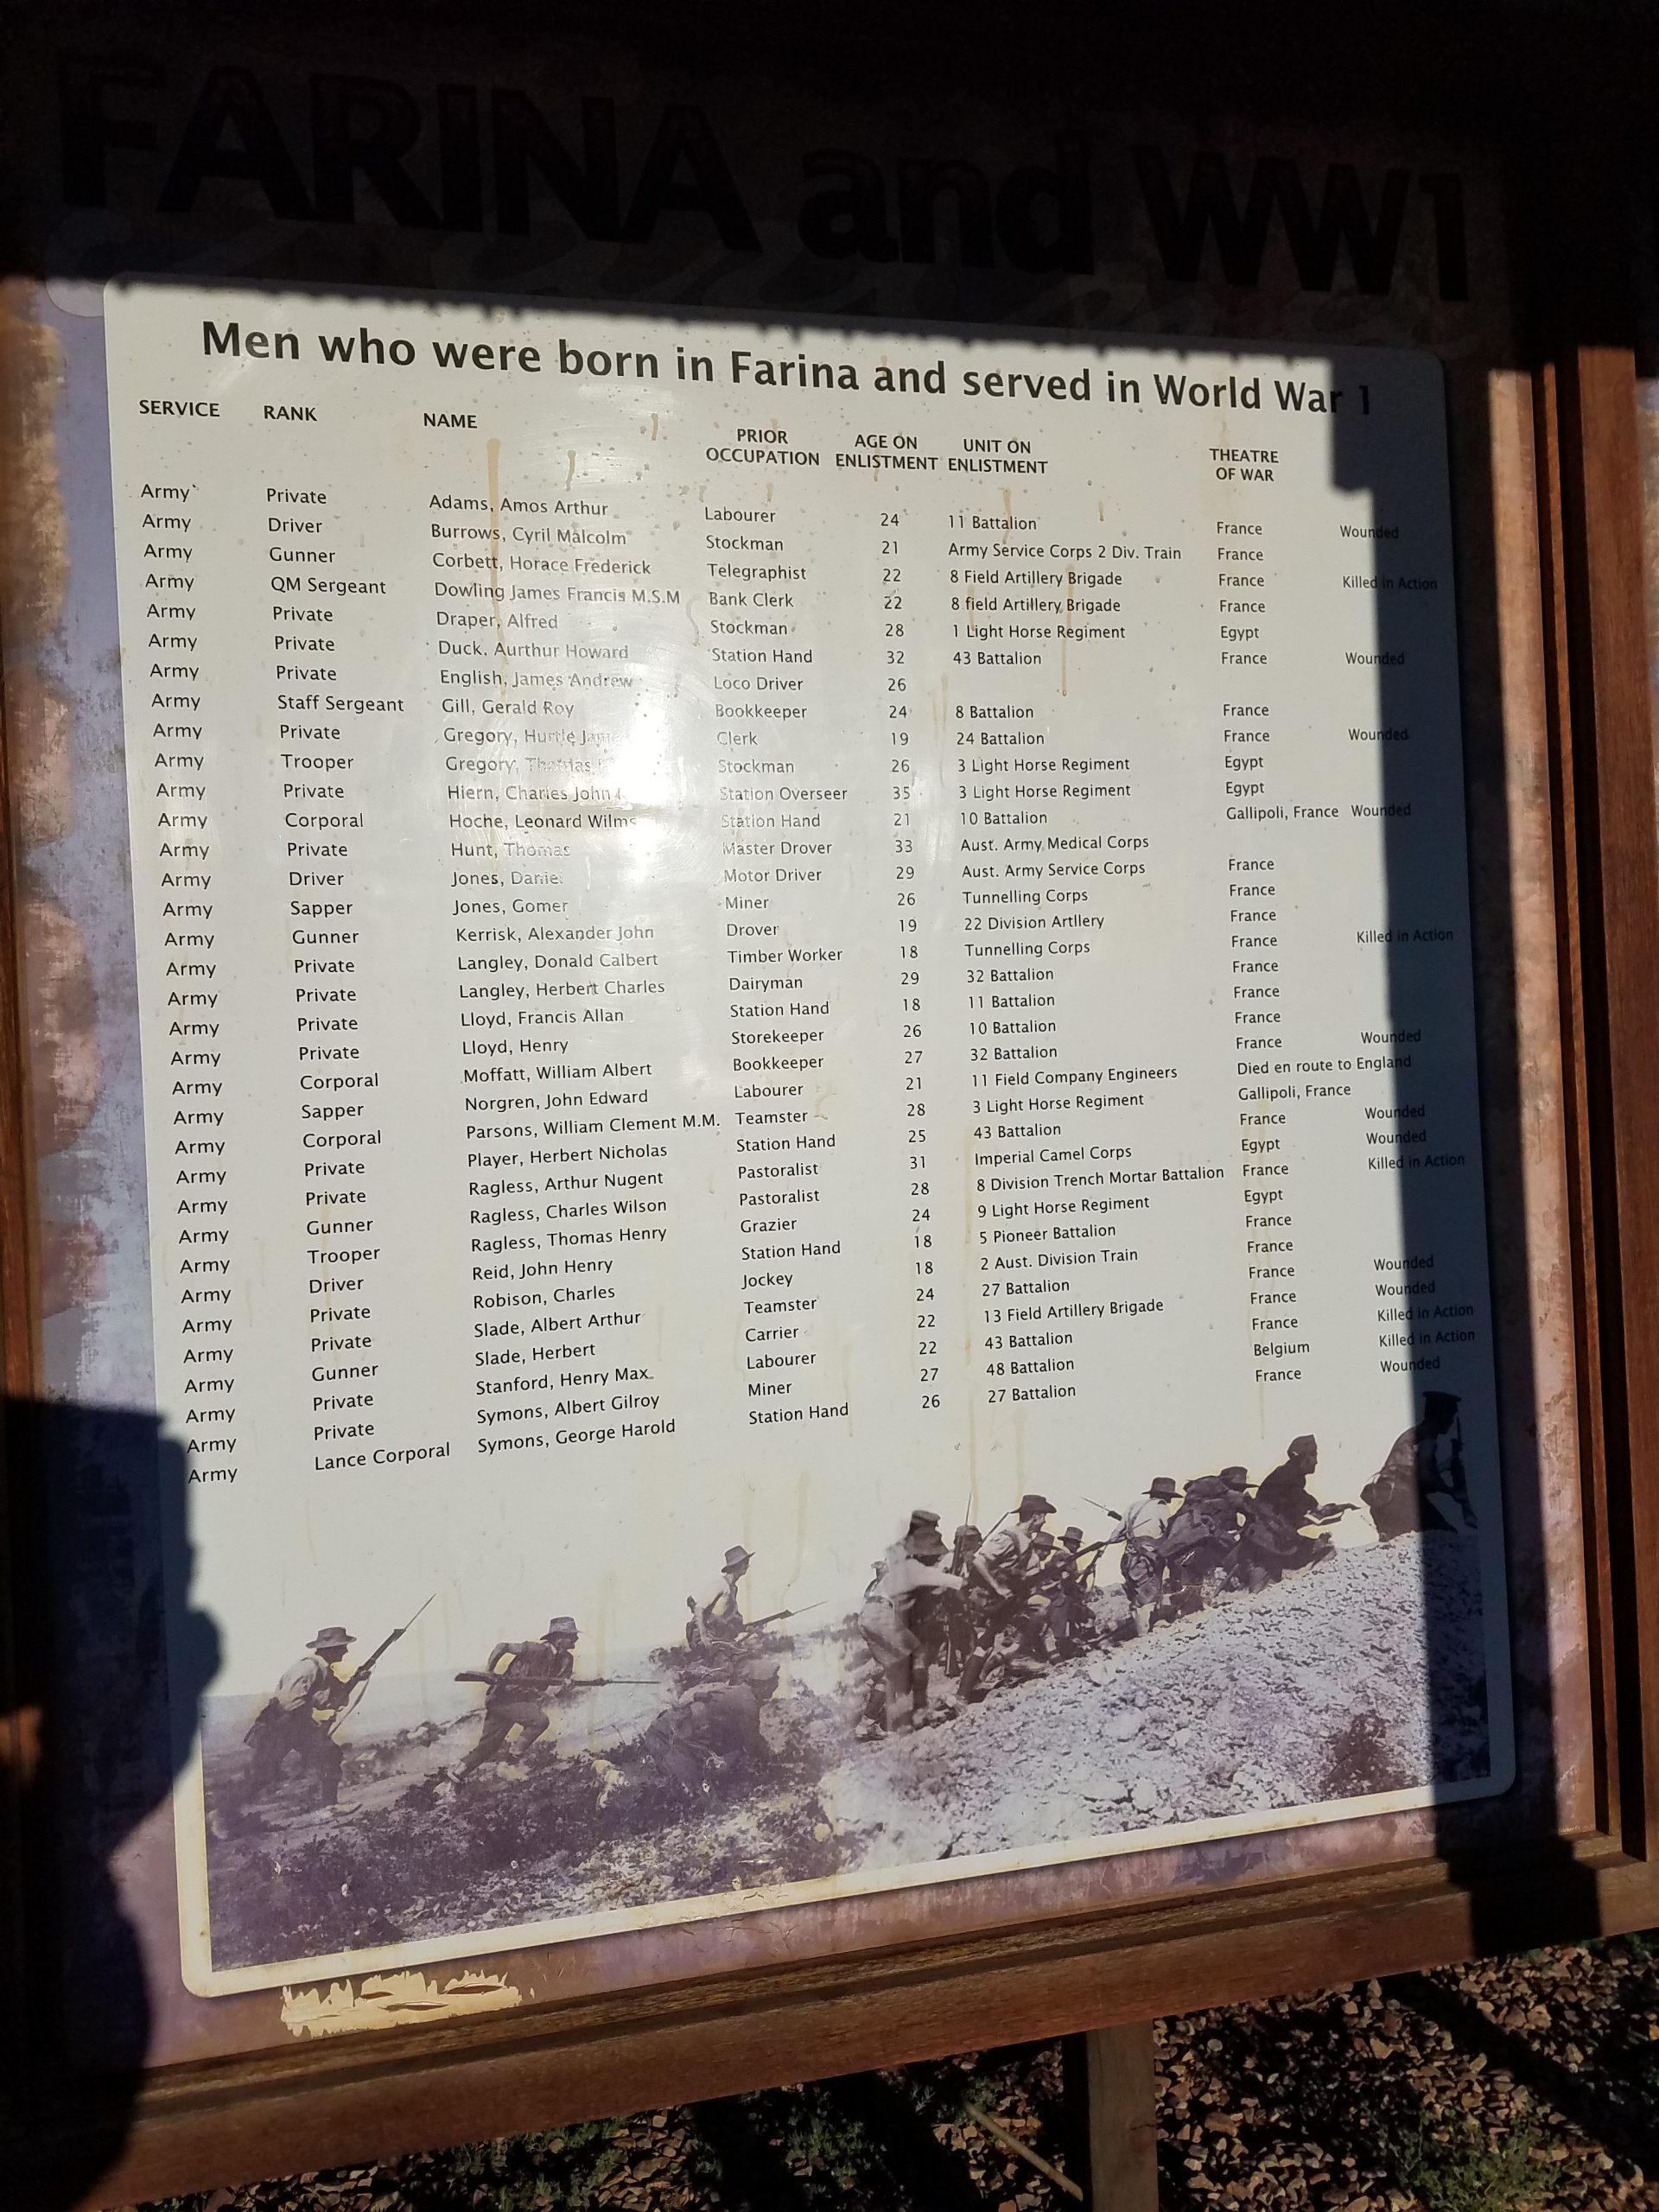 FARINA and WW1
Men who were born in Farina and served in World War 1
SERVICE RANK NAME PRIOR OCCUPATION AGE ON ENLISTMENT UNIT ON ENLISTMENT THEATRE OF WAR
Army Private Adams, Amos Arthur Labourer 24 11 Battalion France Wounded
Army Driver Burrows, Cyril Malcolm Stockman 21 Army Service Corps 2 Div. Train France
Army Gunner Corbett, Horace Frederick Telegraphist 22 8 Field Artillery Brigade France Killed in Action
Army QM Sergeant Dowling James Francis M.S.M Bank Clerk 22 8 field Artillery Brigade France
Army Private Draper, Alfred Stockman 28 1 Light Horse Regiment Egypt
Army Private Duck, Aurthur Howard Station Hand 32 43 Battalion France Wounded
Army Private English, James Andrew Loco Driver 26
Army Staff Sergeant Gill, Gerald Roy Bookkeeper 24 8 Battalion France
Army Private Gregory, Hurtle Clerk 19 24 Battalion France Wounded
Army Trooper Gregory, Thomas Stockman 26 3 Light Horse Regiment Egypt
Army Private Hiern, Charles John Station Overseer 35 3 Light Horse Regiment Egypt
Army Corporal Hoche, Leonard Wilms Station Hand 21 10 Battalion Gallipoli, France Wounded
Army Private Hunt, Thomas Master Drover 33 Aust. Army Medical Corps
Army Driver Jones, Daniel Motor Driver 29 Aust. Army Service Corps France
Army Sapper Jones, Gomer Miner 26 Tunnelling Corps France
Army Gunner Kerrisk, Alexander John Drover 19 22 Division Artllery France
Army Private Langley, Donald Calbert Timber Worker 18 Tunnelling Corps France Killed in Action
Army Private Langley, Herbert Charles Dairyman 29 32 Battalion France
Army Private Lloyd, Francis Allan Station Hand 18 11 Battalion France
Army Private Lloyd, Henry Storekeeper 26 10 Battalion France
Army Corporal Moffatt, William Albert Bookkeeper 27 32 Battalion France Wounded
Army Sapper Norgren, John Edward Labourer 21 11 Field Company Engineers Died en route to England
Army Corporal Parsons, William Clement M.M. Teamster 28 3 Light Horse Regiment Gallipoli, France
Army Private Player, Herbert Nicholas Station Hand 25 43 Battalion France Wounded
Army Private Ragless, Arthur Nugent Pastoralist 31 Imperial Camel Corps Egypt Wounded
Army Gunner Ragless, Charles Wilson Pastoralist 28 8 Division Trench Mortar Battalion France Killed in Action
Army Trooper Ragless, Thomas Henry Grazier 24 9 Light Horse Regiment Egypt
Army Driver Reid, John Henry Station Hand 18 5 Pioneer Battalion France
Army Private Robison, Charles Jockey 18 2 Aust. Division Train France
Army Private Slade, Albert Arthur Teamster 24 27 Battalion France Wounded
Army Gunner Slade, Herbert Carrier 22 13 Field Artillery Brigade France Wounded
Army Private Stanford, Henry Max. Labourer 22 43 Battalion France Killed in Action
Army Private Symons, Albert Gilroy Miner 27 48 Battalion Belgium Killed in Action
Army Lance Corporal Symons, George Harold Station Hand 26 27 Battalion France Wounded